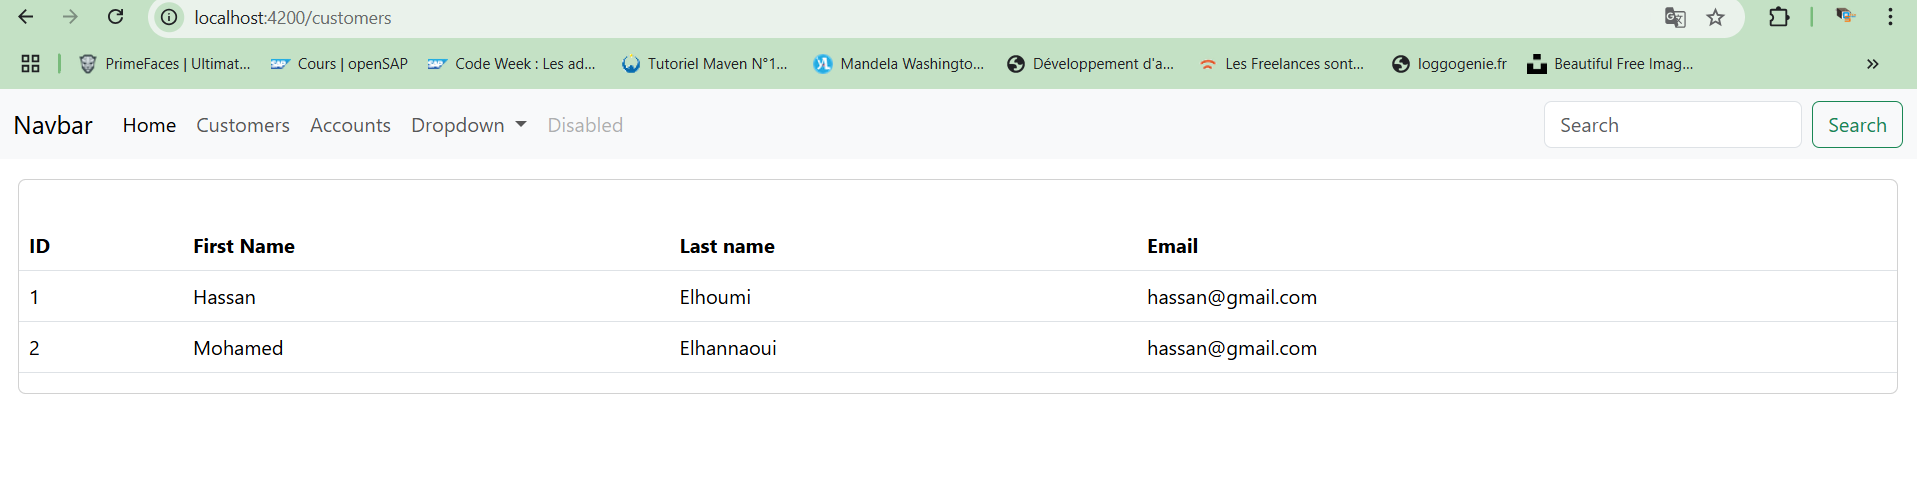 localhost:4200/customers
PrimeFaces | Ultimat... Cours | openSAP Code Week : Les ad... Tutoriel Maven N°1... Mandela Washingto... Développement d'a... Les Freelances sont... loggogenie.fr Beautiful Free Imag... »
Navbar Home Customers Accounts Dropdown Disabled Search Search
ID First Name Last name Email
1 Hassan Elhoumi hassan@gmail.com
2 Mohamed Elhannaoui hassan@gmail.com